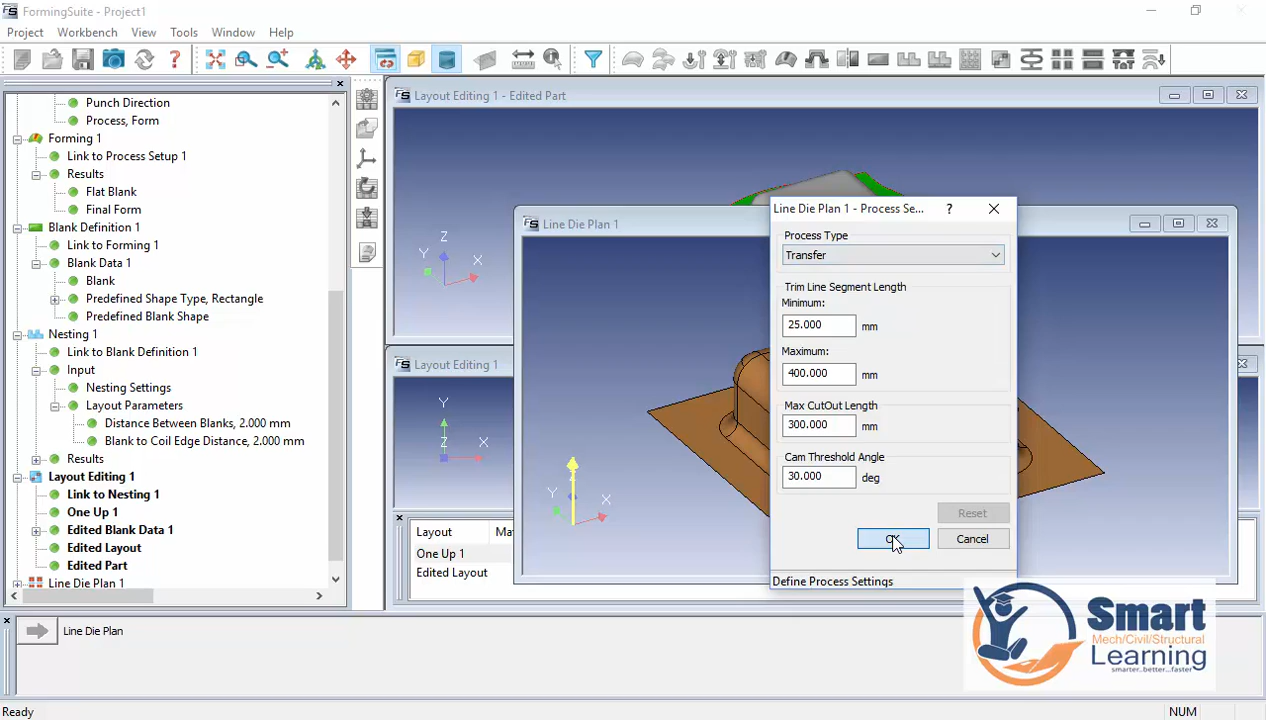 FS FormingSuite - Project1
Project Workbench View Tools Window Help
Punch Direction
Process, Form
Forming 1
Link to Process Setup 1
Results
Flat Blank
Final Form
Blank Definition 1
Link to Forming 1
Blank Data 1
Blank
Predefined Shape Type, Rectangle
Predefined Blank Shape
Nesting 1
Link to Blank Definition 1
Input
Nesting Settings
Layout Parameters
Distance Between Blanks, 2.000 mm
Blank to Coil Edge Distance, 2.000 mm
Results
Layout Editing 1
Link to Nesting 1
One Up 1
Edited Blank Data 1
Edited Layout
Edited Part
Line Die Plan 1
FS Layout Editing 1 - Edited Part
Z
Y X
FS Layout Editing 1
Y
Z X
Layout
One Up 1
Edited Layout
FS Line Die Plan 1
Z
Y X
Line Die Plan 1 - Process Se... ?
Process Type
Transfer
Trim Line Segment Length
Minimum:
25.000 mm
Maximum:
400.000 mm
Max CutOut Length
300.000 mm
Cam Threshold Angle
30.000 deg
Reset
OK Cancel
Define Process Settings
Line Die Plan
Smart
Mech/Civil/Structural
Learning
smarter...better...faster
Ready NUM